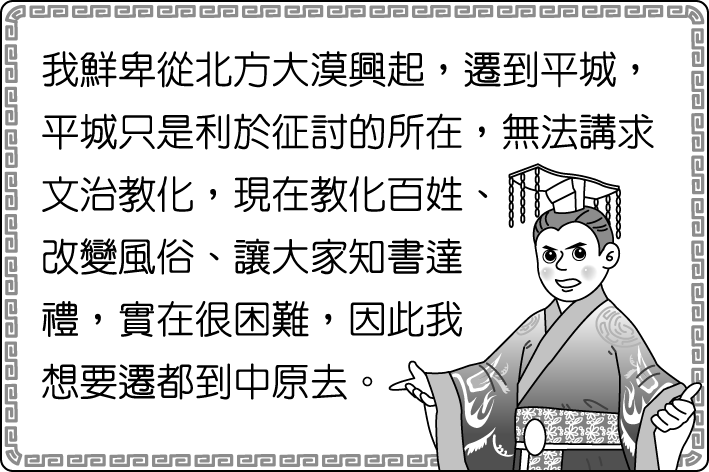 我鮮卑從北方大漠興起，遷到平城，
平城只是利於征討的所在，無法講求
文治教化，現在教化百姓、
改變風俗、讓大家知書達
禮，實在很困難，因此我
想要遷都到中原去。